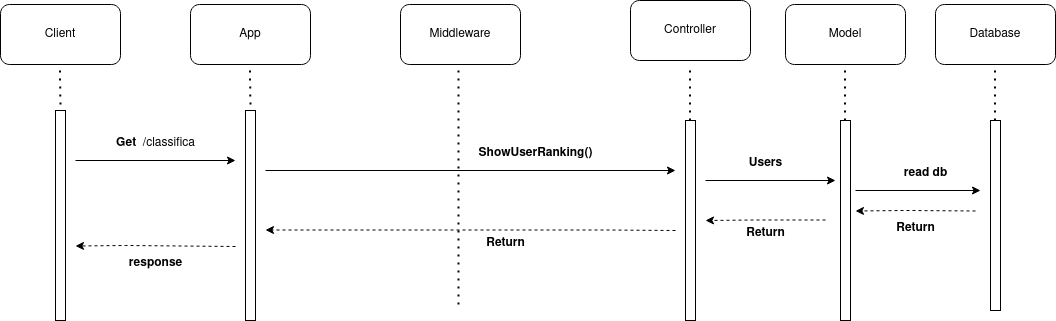 Client
App
Middleware
Controller
Model
Database
Get /classifica
ShowUserRanking()
Users
read db
Return
Return
Return
response